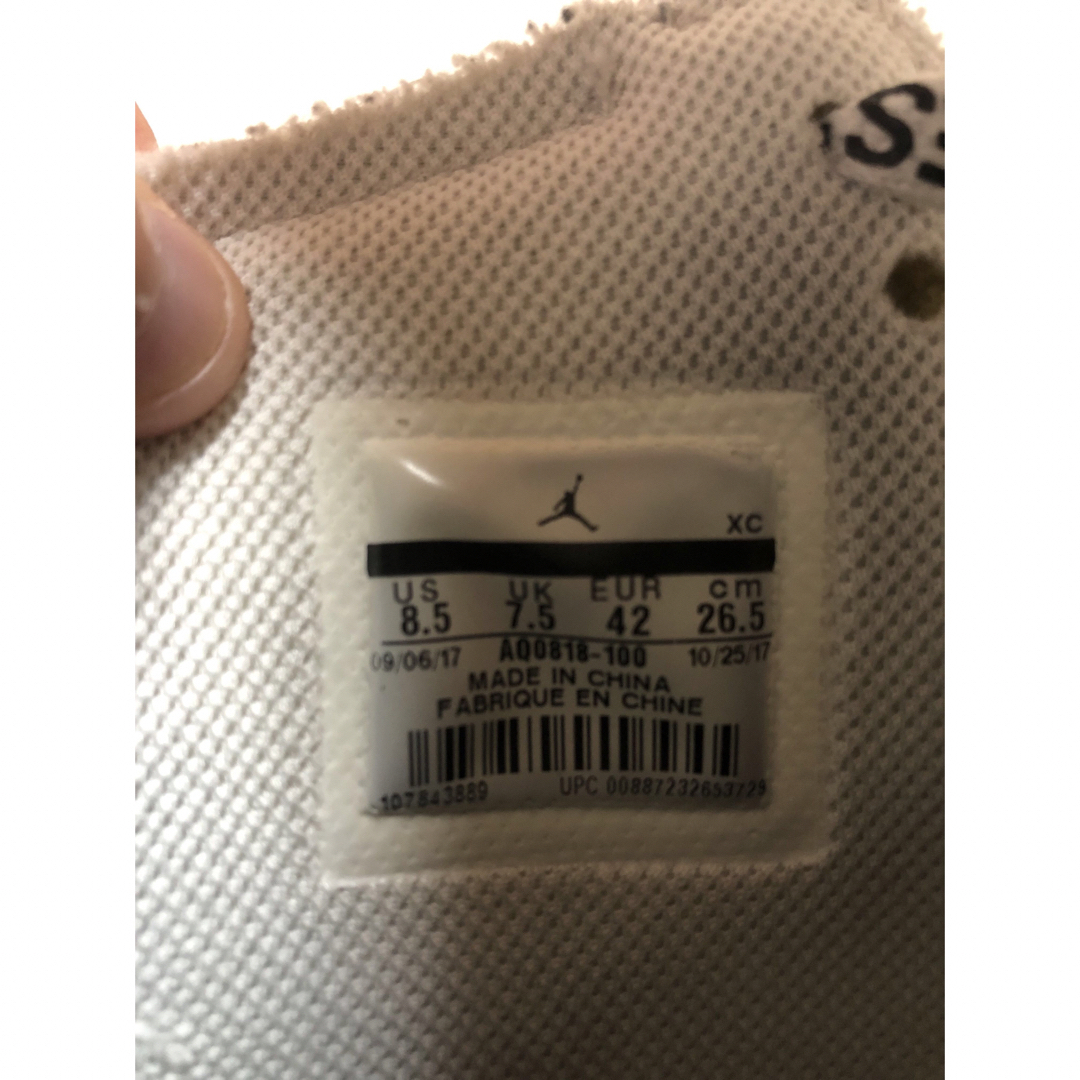 XC
US UK EUR cm
8.5 7.5 42 26.5
09/06/17 AQ0818-100 10/25/17
MADE IN CHINA
FABRIQUE EN CHINE
107843889 UPC 00887232653729